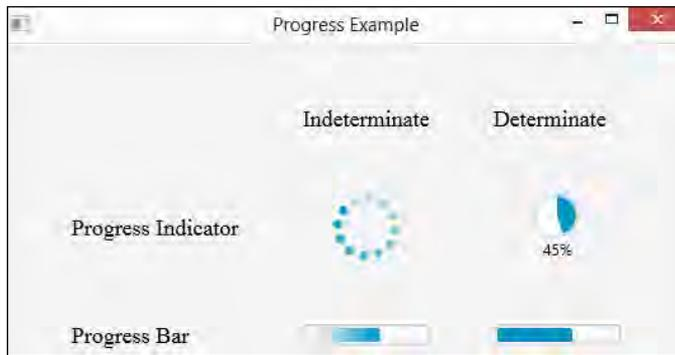 Progress Example
Indeterminate Determinate
Progress Indicator
45%
Progress Bar